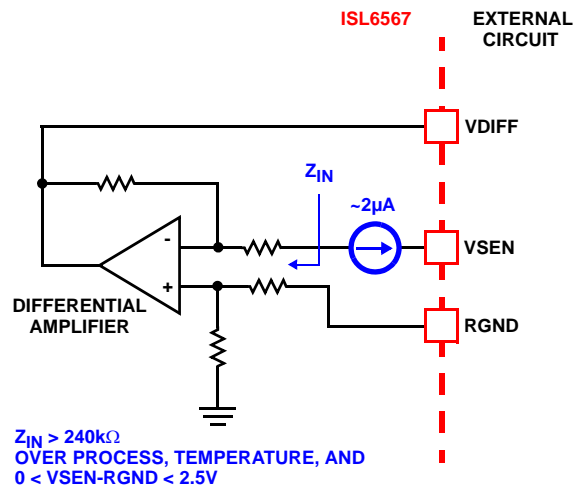 ISL6567
EXTERNAL
CIRCUIT
VDIFF
ZIN
~2µA
-
VSEN
+
DIFFERENTIAL
AMPLIFIER
RGND
ZIN > 240kΩ
OVER PROCESS, TEMPERATURE, AND
0 < VSEN-RGND < 2.5V